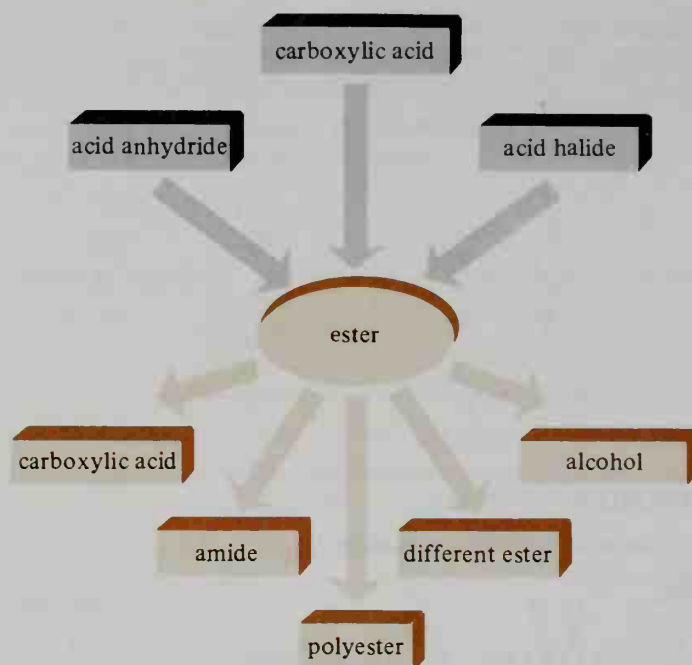 carboxylic acid
acid anhydride
acid halide
ester
carboxylic acid
alcohol
amide
different ester
polyester